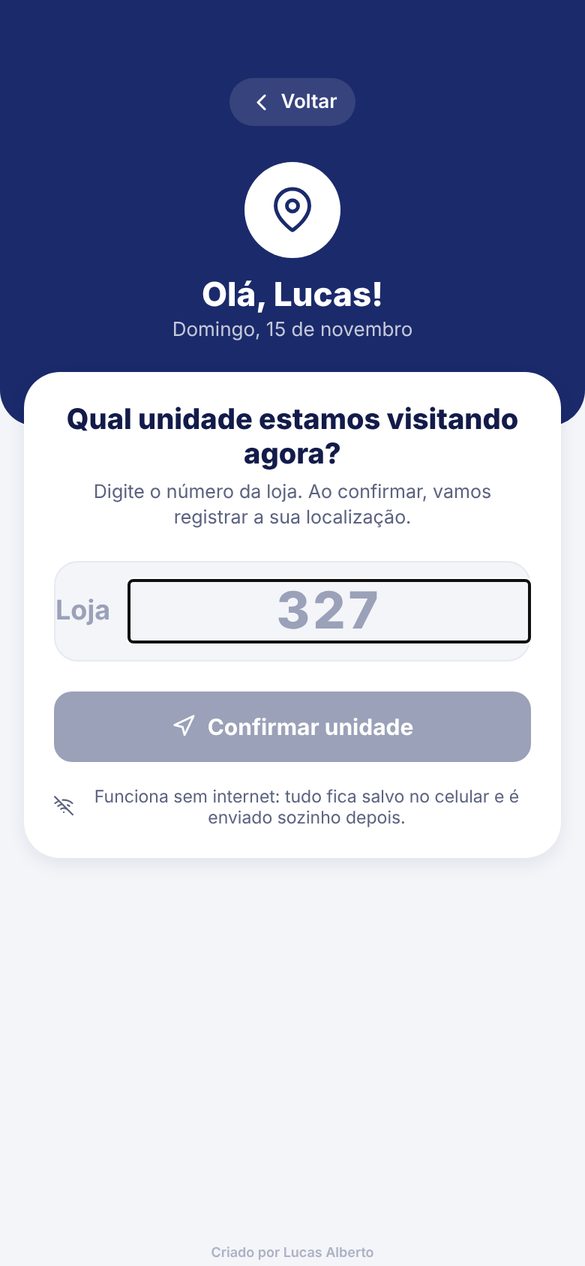 Voltar
Olá, Lucas!
Domingo, 15 de novembro
Qual unidade estamos visitando
agora?
Digite o número da loja. Ao confirmar, vamos
registrar a sua localização.
Loja 327
Confirmar unidade
Funciona sem internet: tudo fica salvo no celular e é
enviado sozinho depois.
Criado por Lucas Alberto